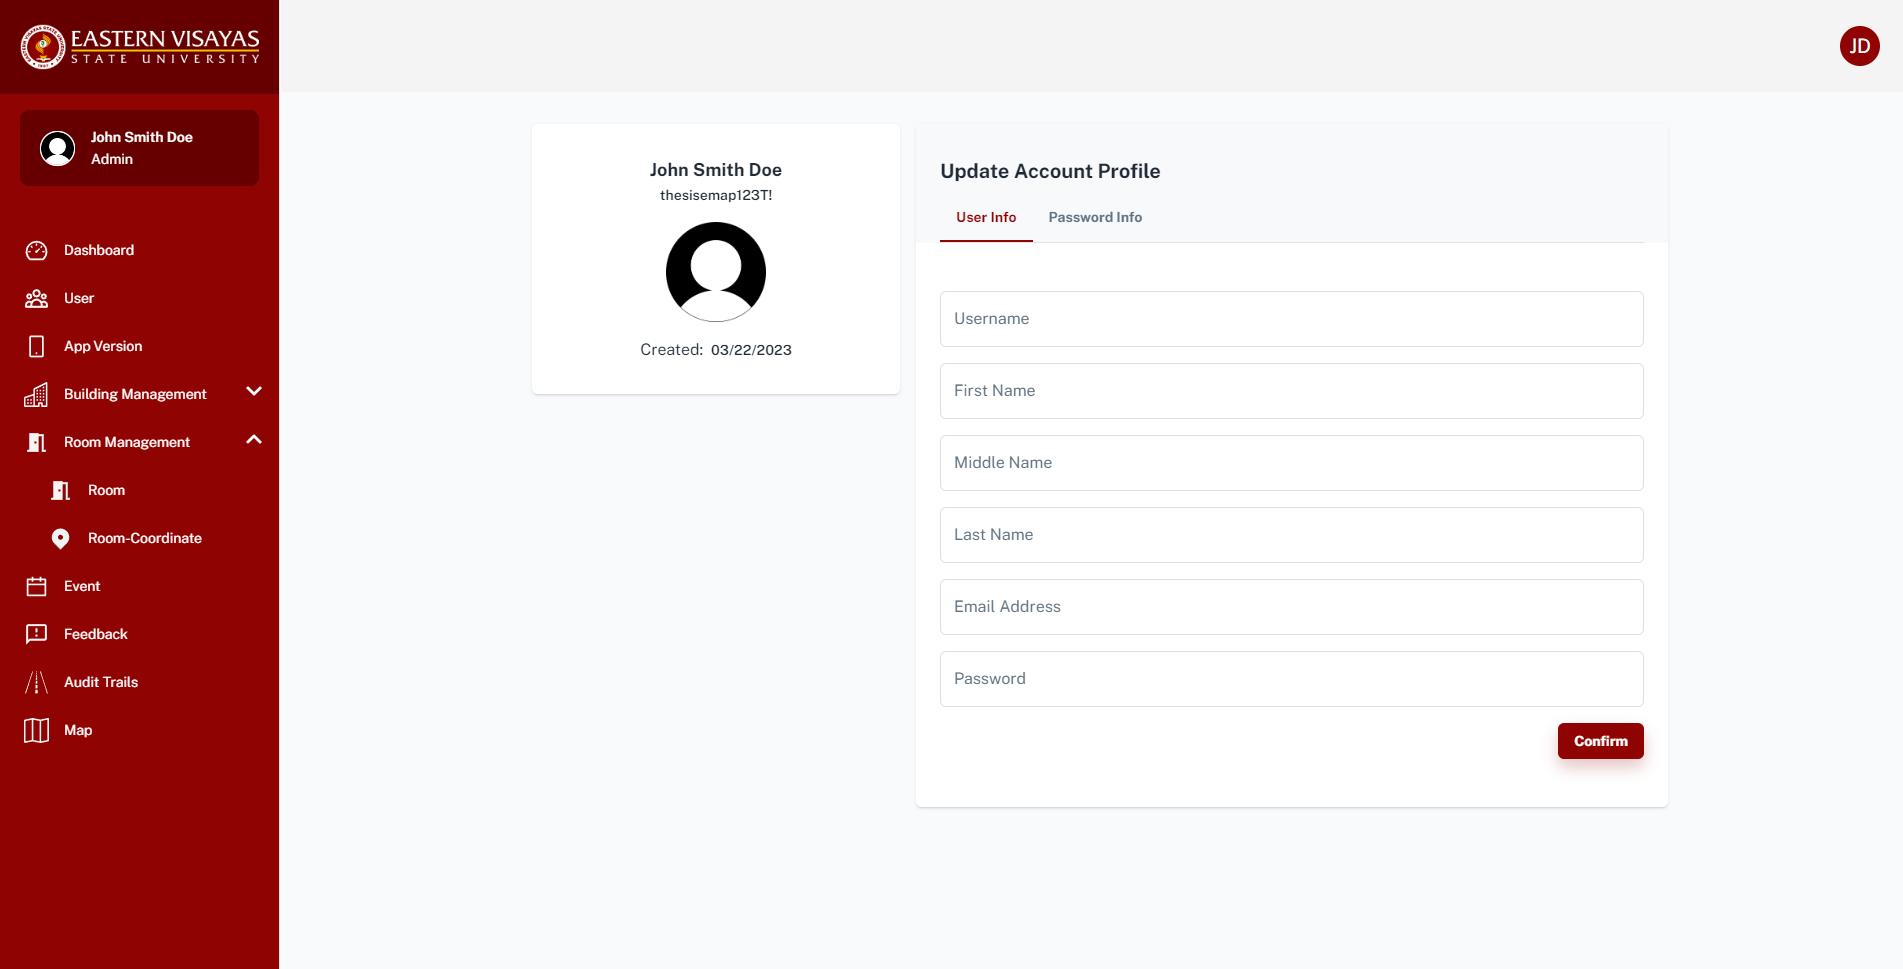 EASTERN VISAYAS
STATE UNIVERSITY
JD
John Smith Doe
Admin
Dashboard
User
App Version
Building Management
Room Management
Room
Room-Coordinate
Event
Feedback
Audit Trails
Map
John Smith Doe
thesisemap123T!
Created: 03/22/2023
Update Account Profile
User Info Password Info
Username
First Name
Middle Name
Last Name
Email Address
Password
Confirm